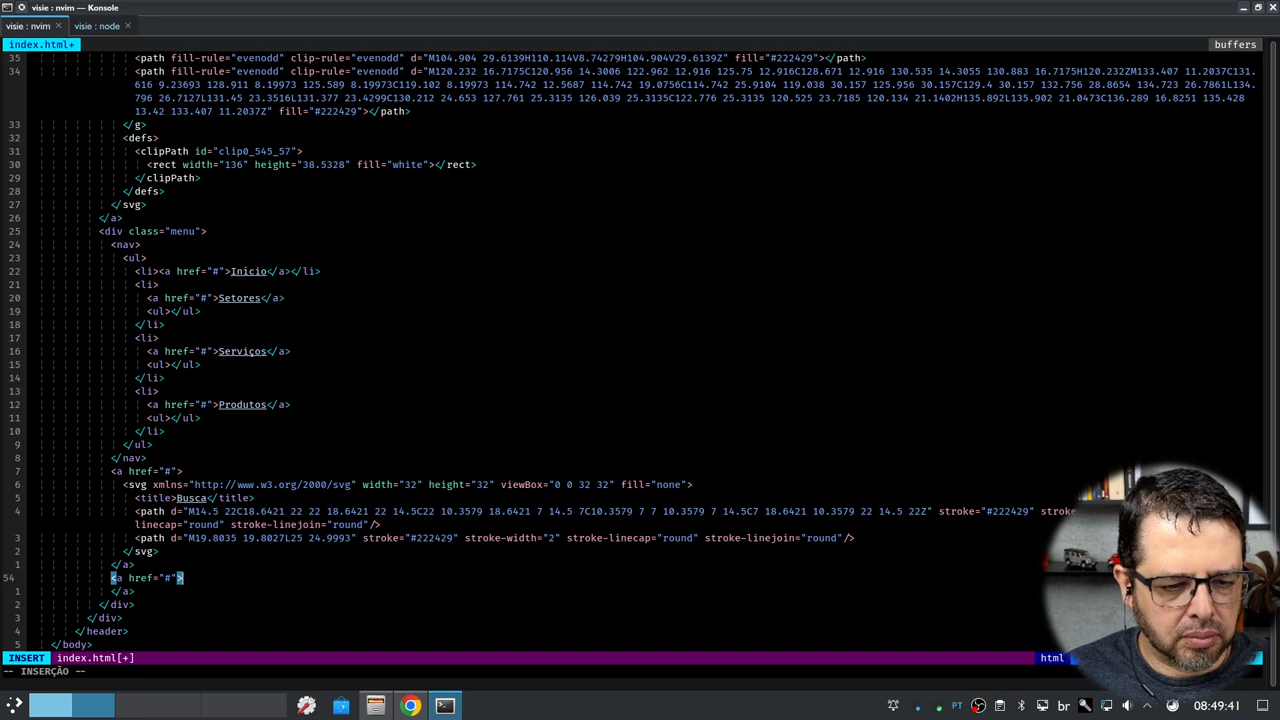 visie : nvim — Konsole
visie : nvim
visie : node
index.html+
buffers
35 <path fill-rule="evenodd" clip-rule="evenodd" d="M104.904 29.6139H110.114V8.74279H104.904V29.6139Z" fill="#222429"></path>
34 <path fill-rule="evenodd" clip-rule="evenodd" d="M120.232 16.7175C120.956 14.3006 122.962 12.916 125.75 12.916C128.671 12.916 130.535 14.3055 130.883 16.7175H120.232ZM133.407 11.2037C131.
616 9.23693 128.911 8.19973 125.589 8.19973C119.102 8.19973 114.742 12.5687 114.742 19.0756C114.742 25.9104 119.038 30.157 125.956 30.157C129.4 30.157 132.756 28.8654 134.723 26.7861L134.
796 26.7127L131.45 23.3516L131.377 23.4299C130.212 24.653 127.761 25.3135 126.039 25.3135C122.776 25.3135 120.525 23.7185 120.134 21.1402H135.892L135.902 21.0473C136.289 16.8251 135.428
13.42 133.407 11.2037Z" fill="#222429"></path>
33 </g>
32 <defs>
31 <clipPath id="clip0_545_57">
30 <rect width="136" height="38.5328" fill="white"></rect>
29 </clipPath>
28 </defs>
27 </svg>
26 </a>
25 <div class="menu">
24 <nav>
23 <ul>
22 <li><a href="#">Início</a></li>
21 <li>
20 <a href="#">Setores</a>
19 <ul></ul>
18 </li>
17 <li>
16 <a href="#">Serviços</a>
15 <ul></ul>
14 </li>
13 <li>
12 <a href="#">Produtos</a>
11 <ul></ul>
10 </li>
9 </ul>
8 </nav>
7 <a href="#">
6 <svg xmlns="http://www.w3.org/2000/svg" width="32" height="32" viewBox="0 0 32 32" fill="none">
5 <title>Busca</title>
4 <path d="M14.5 22C18.6421 22 22 18.6421 22 14.5C22 10.3579 18.6421 7 14.5 7C10.3579 7 7 10.3579 7 14.5C7 18.6421 10.3579 22 14.5 22Z" stroke="#222429" stroke-
linecap="round" stroke-linejoin="round"/>
3 <path d="M19.8035 19.8027L25 24.9993" stroke="#222429" stroke-width="2" stroke-linecap="round" stroke-linejoin="round"/>
2 </svg>
1 </a>
54 <a href="#">
1 </a>
2 </div>
3 </div>
4 </header>
5 </body>
INSERT index.html[+] html
-- INSERÇÃO --
PT br 08:49:41